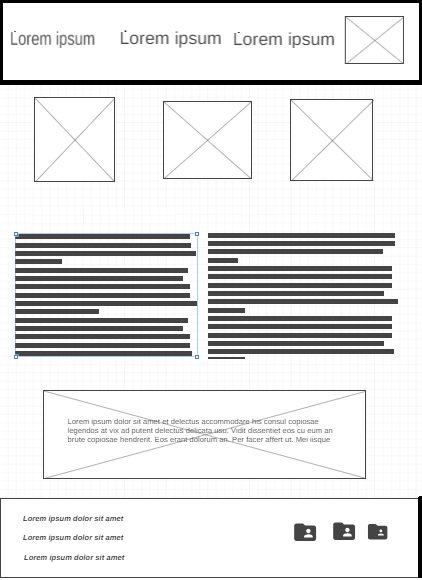 Lorem ipsum
Lorem ipsum
Lorem ipsum
Lorem ipsum dolor sit amet et delectus accommodare his consul copiosae
legendos at vix ad putent delectus delicata usu. Vidit dissentiet eos cu eum an
brute copiosae hendrerit. Eos erant dolorum an. Per facer affert ut. Mei iisque
Lorem ipsum dolor sit amet
Lorem ipsum dolor sit amet
Lorem ipsum dolor sit amet